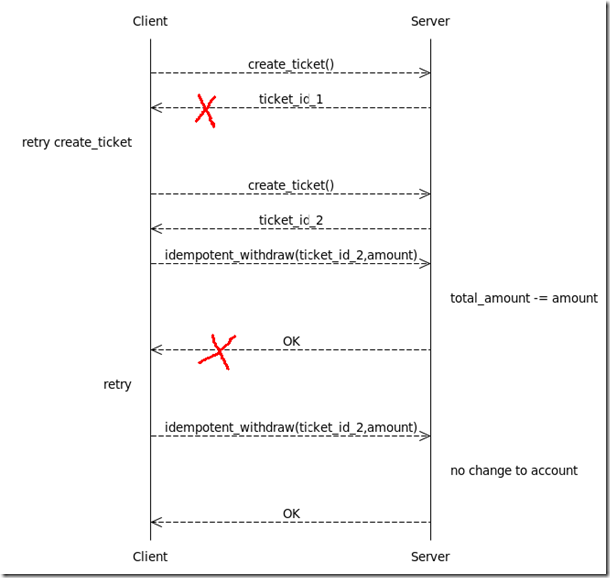 Client
Server
create_ticket()
ticket_id_1
retry create_ticket
create_ticket()
ticket_id_2
idempotent_withdraw(ticket_id_2,amount)
total_amount -= amount
OK
retry
idempotent_withdraw(ticket_id_2,amount)
no change to account
OK
Client
Server